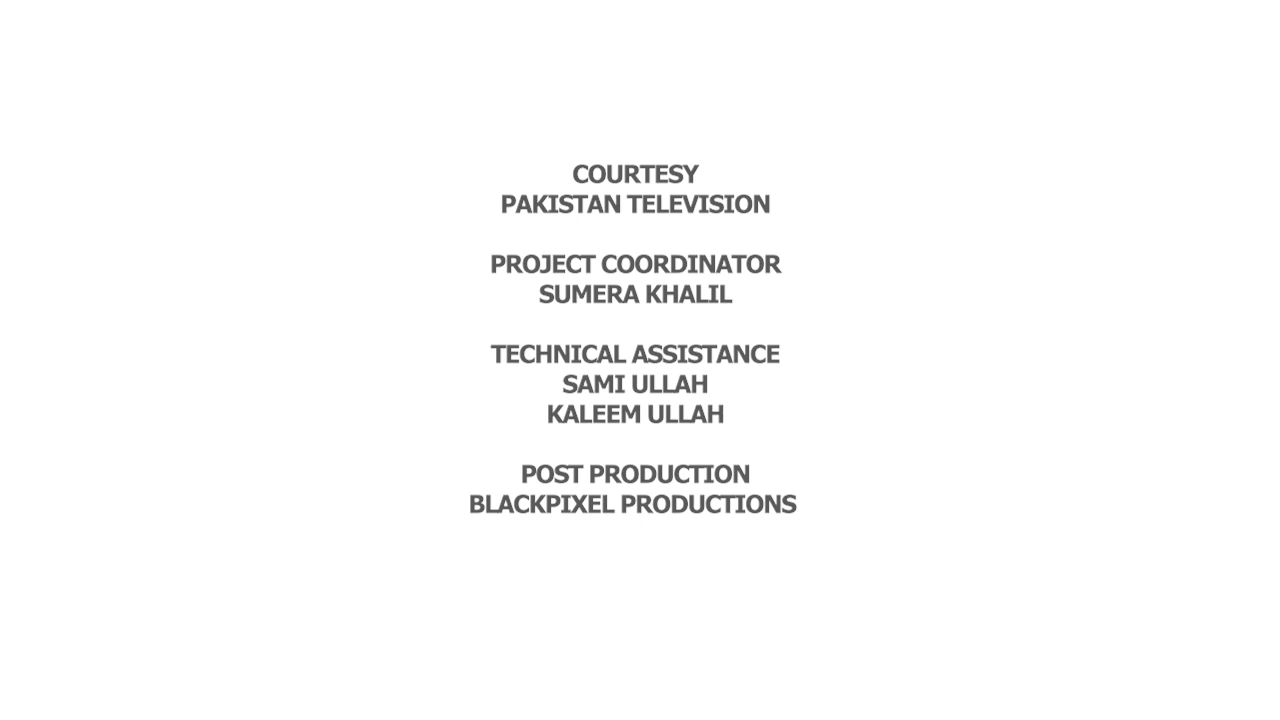 COURTESY
PAKISTAN TELEVISION
PROJECT COORDINATOR
SUMERA KHALIL
TECHNICAL ASSISTANCE
SAMI ULLAH
KALEEM ULLAH
POST PRODUCTION
BLACKPIXEL PRODUCTIONS